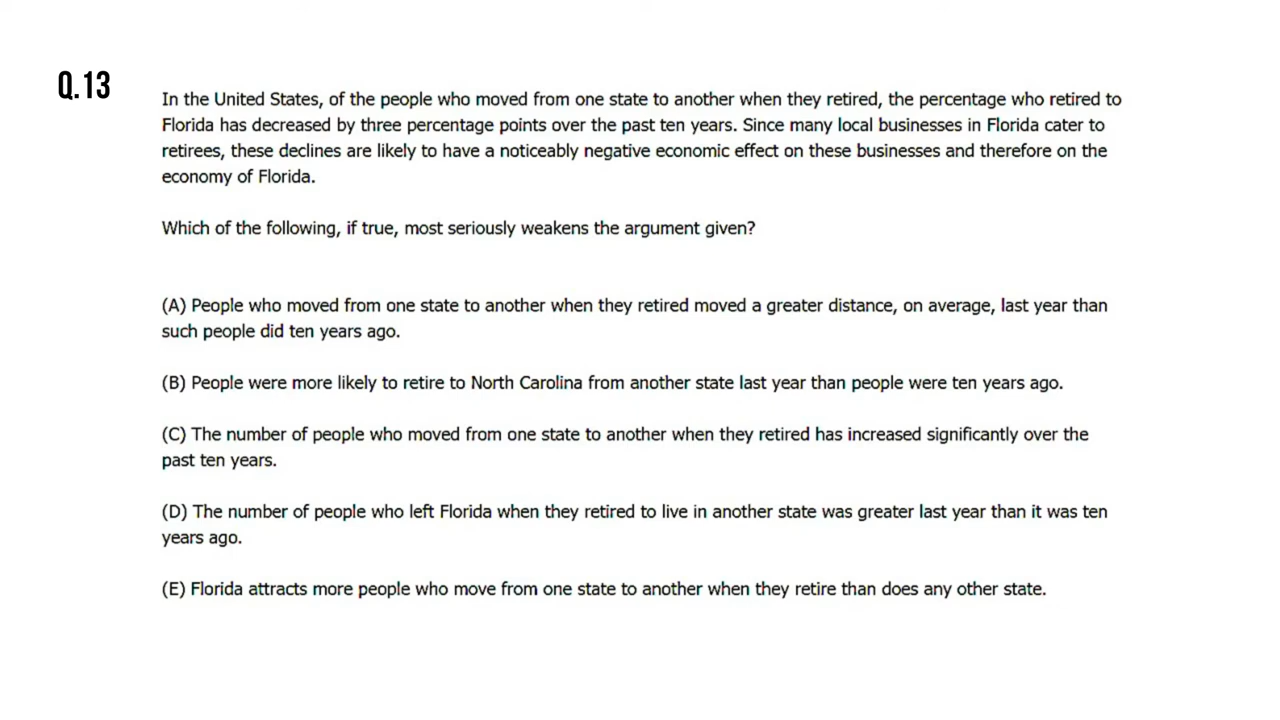 Q.13
In the United States, of the people who moved from one state to another when they retired, the percentage who retired to
Florida has decreased by three percentage points over the past ten years. Since many local businesses in Florida cater to
retirees, these declines are likely to have a noticeably negative economic effect on these businesses and therefore on the
economy of Florida.
Which of the following, if true, most seriously weakens the argument given?
(A) People who moved from one state to another when they retired moved a greater distance, on average, last year than
such people did ten years ago.
(B) People were more likely to retire to North Carolina from another state last year than people were ten years ago.
(C) The number of people who moved from one state to another when they retired has increased significantly over the
past ten years.
(D) The number of people who left Florida when they retired to live in another state was greater last year than it was ten
years ago.
(E) Florida attracts more people who move from one state to another when they retire than does any other state.